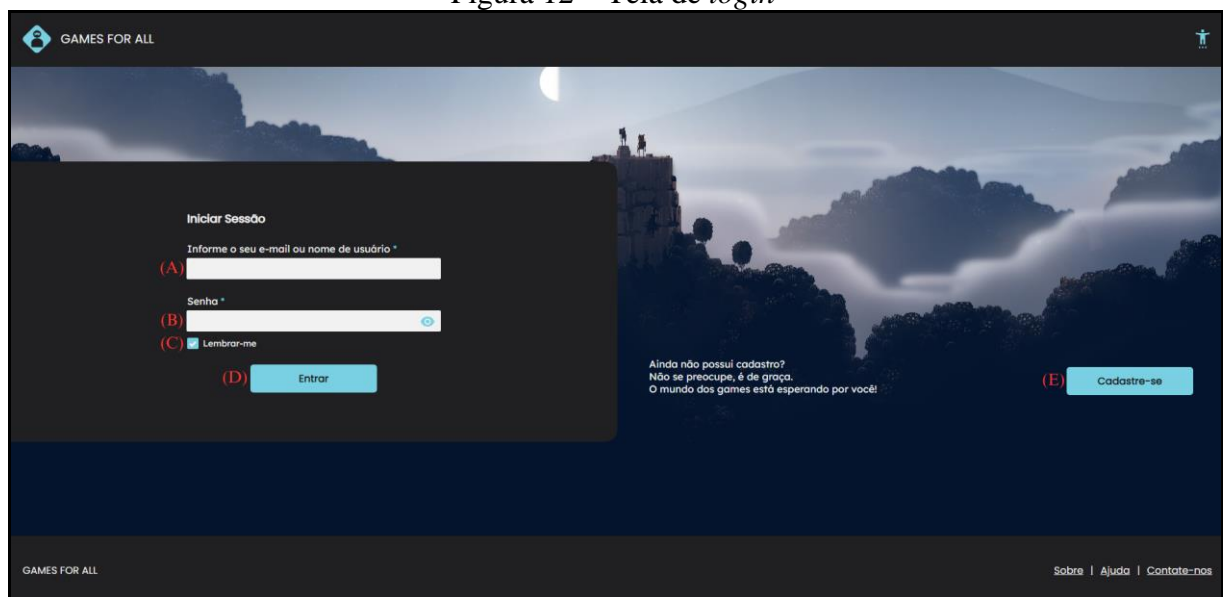 Figura 12 – Tela de login
GAMES FOR ALL
Iniciar Sessão
Informe o seu e-mail ou nome de usuário *
(A)
Senha *
(B)
(C) Lembrar-me
(D) Entrar
Ainda não possui cadastro?
Não se preocupe, é de graça.
O mundo dos games está esperando por você!
(E) Cadastre-se
GAMES FOR ALL
Sobre | Ajuda | Contate-nos